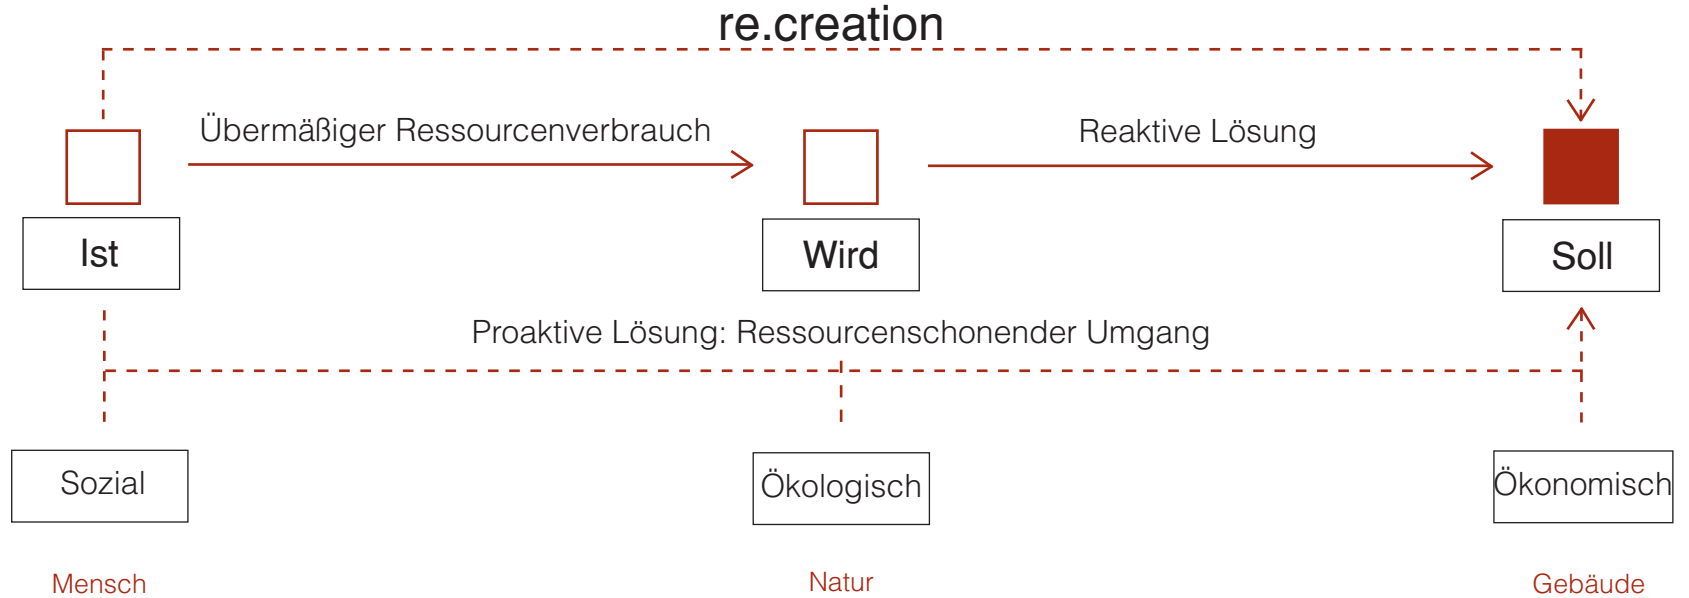 re.creation
Übermäßiger Ressourcenverbrauch
Reaktive Lösung
Ist
Wird
Soll
Proaktive Lösung: Ressourcenschonender Umgang
Sozial
Ökologisch
Ökonomisch
Mensch
Natur
Gebäude